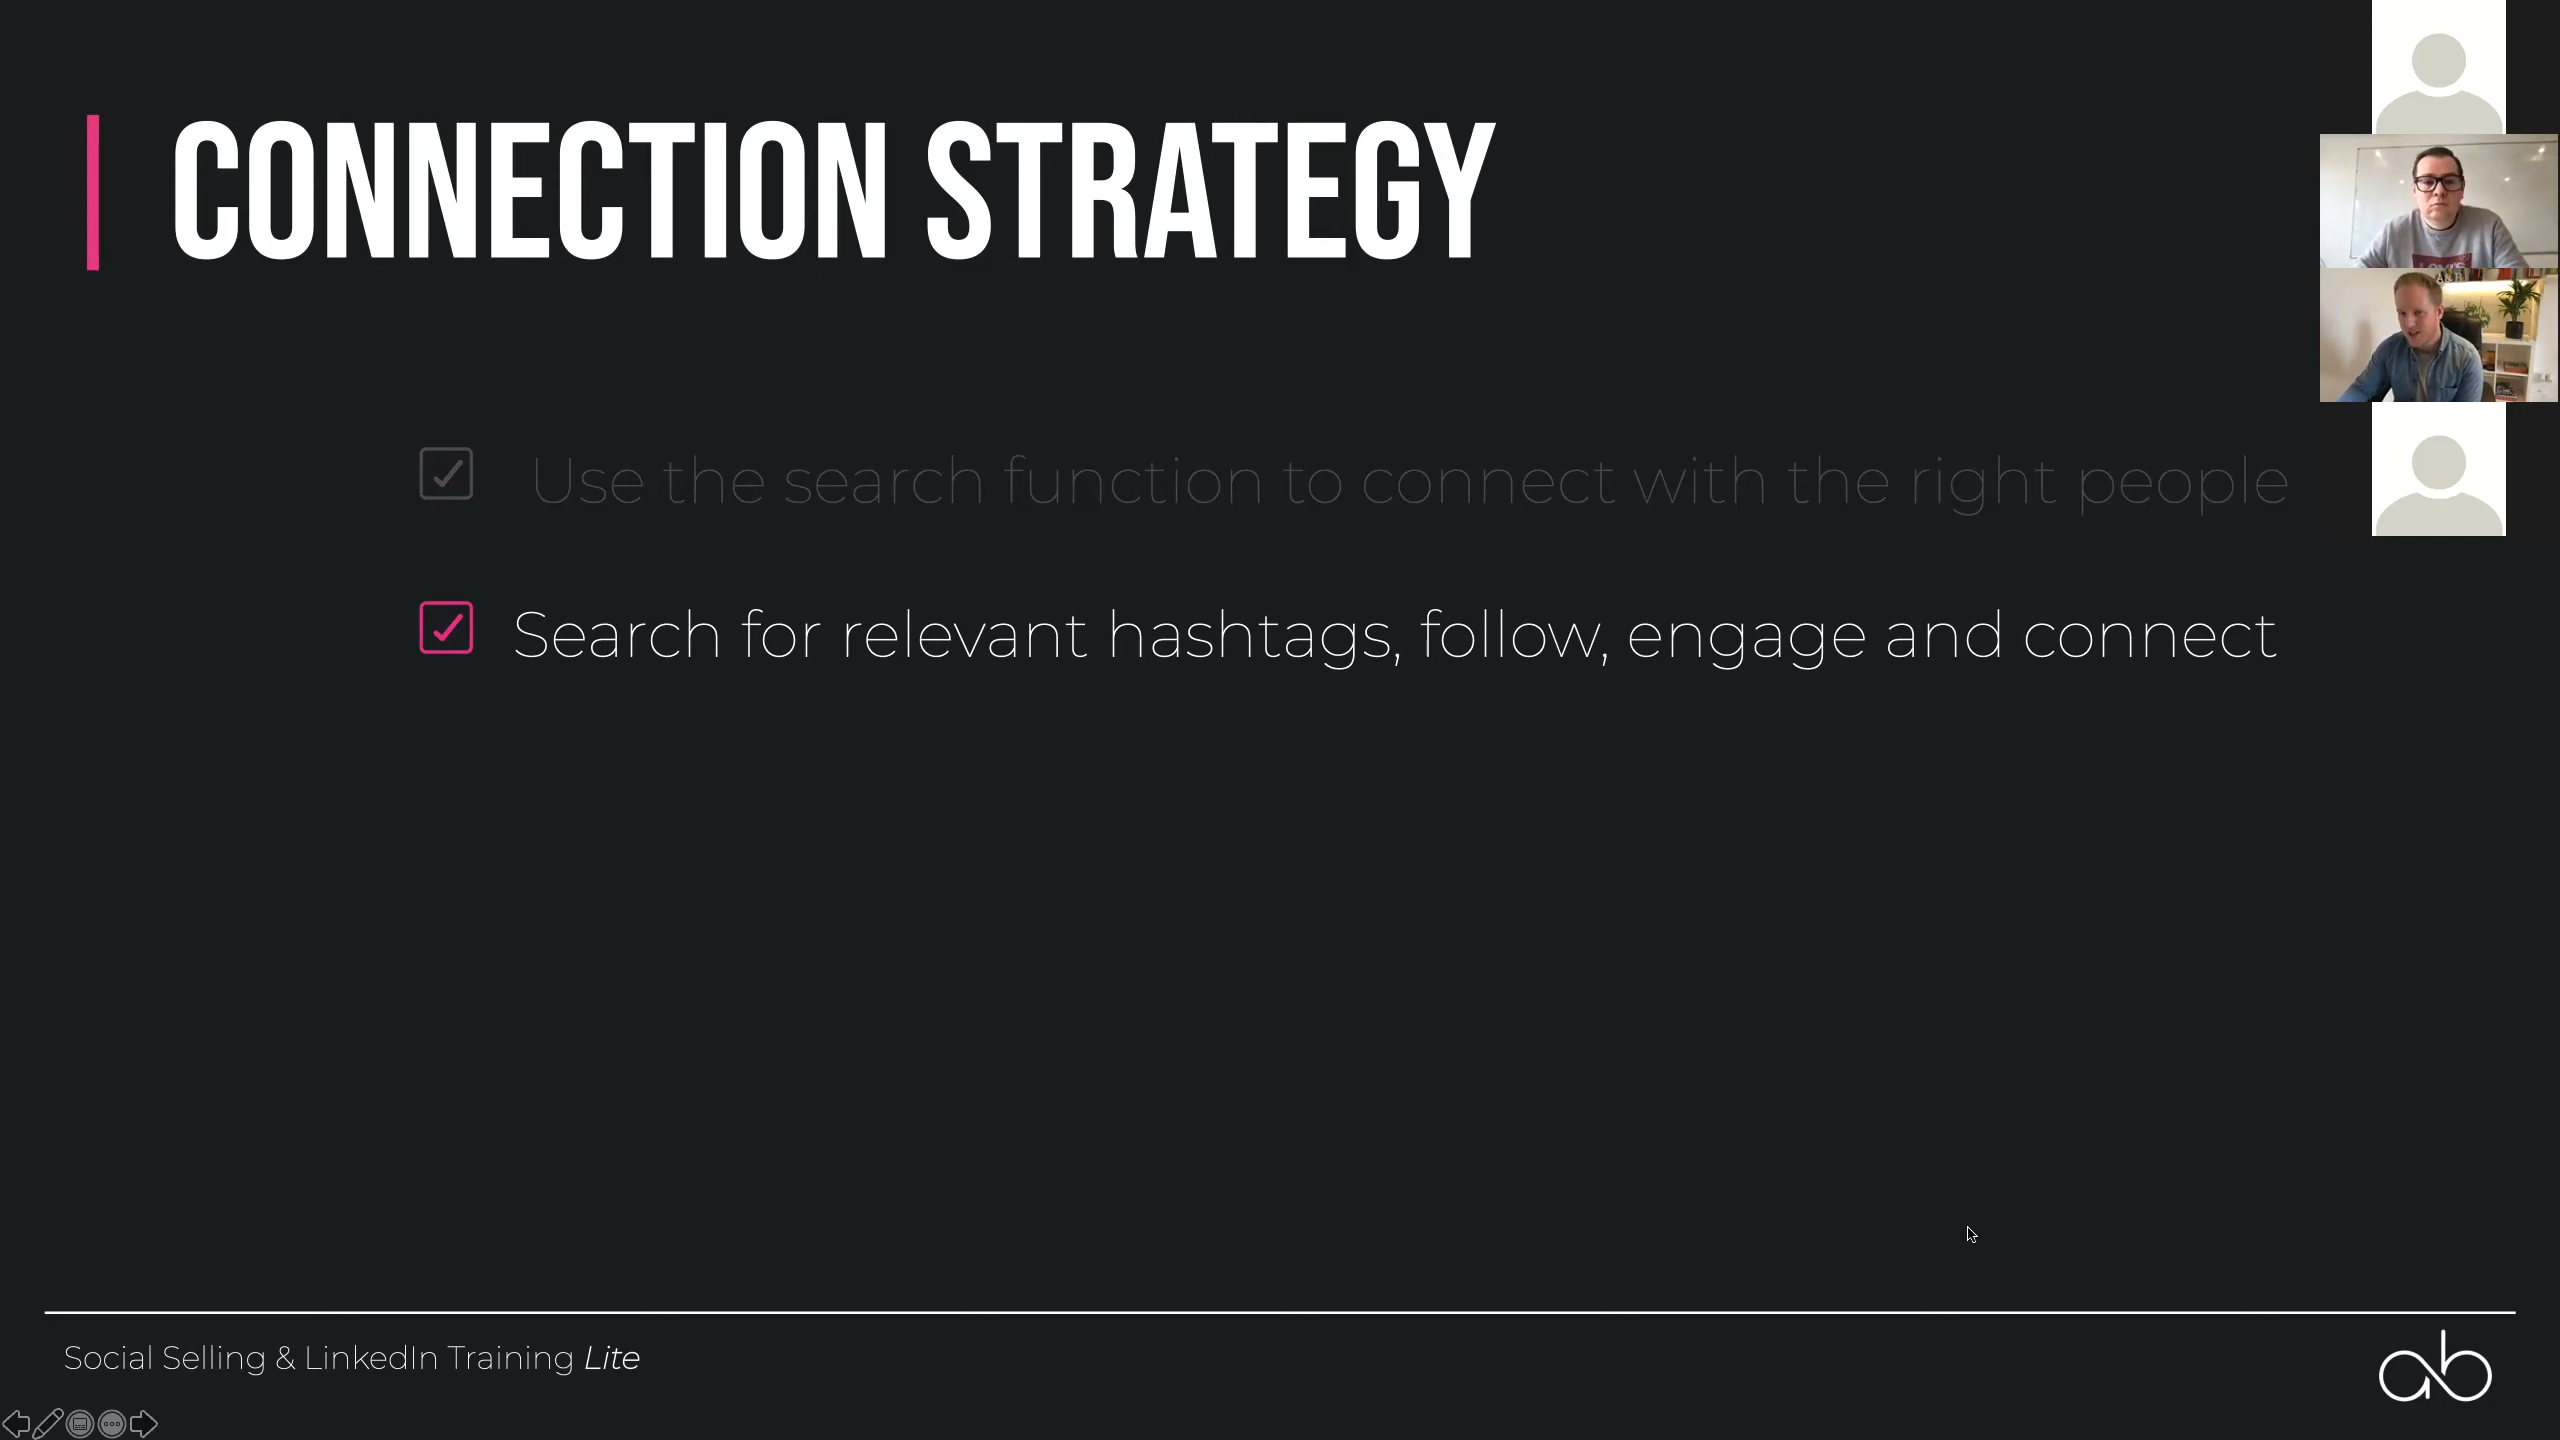 CONNECTION STRATEGY
Use the search function to connect with the right people
Search for relevant hashtags, follow, engage and connect
Social Selling & LinkedIn Training Lite
ab